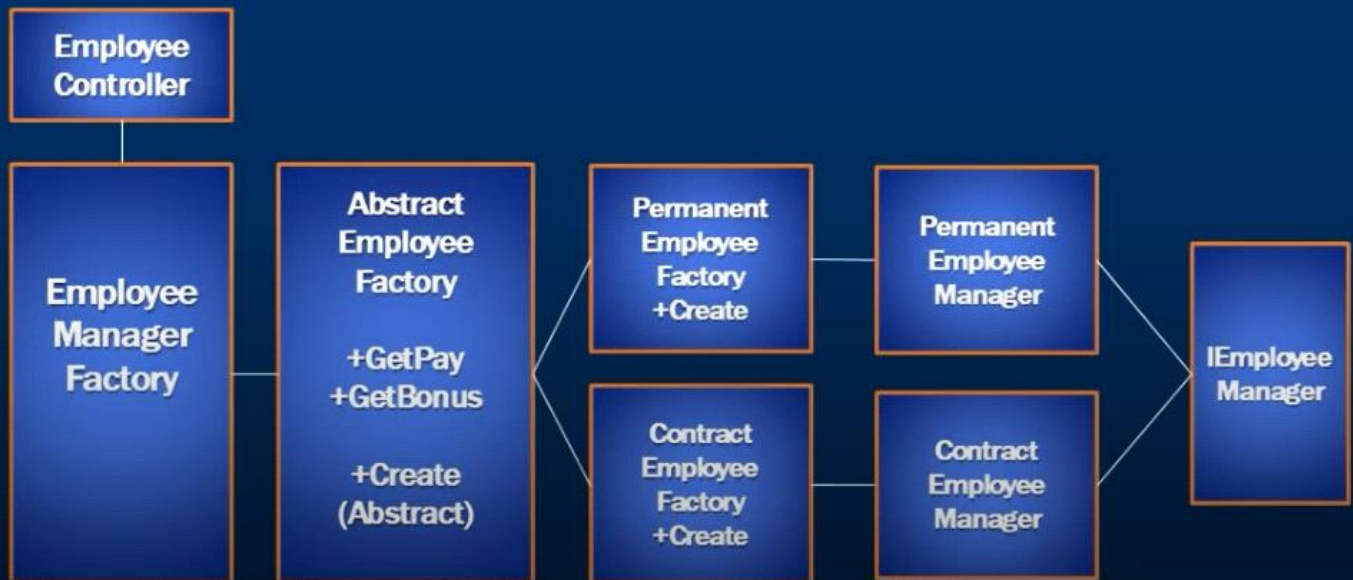 Employee
Controller
Employee
Manager
Factory
Abstract
Employee
Factory
+GetPay
+GetBonus
+Create
(Abstract)
Permanent
Employee
Factory
+Create
Contract
Employee
Factory
+Create
Permanent
Employee
Manager
Contract
Employee
Manager
IEmployee
Manager